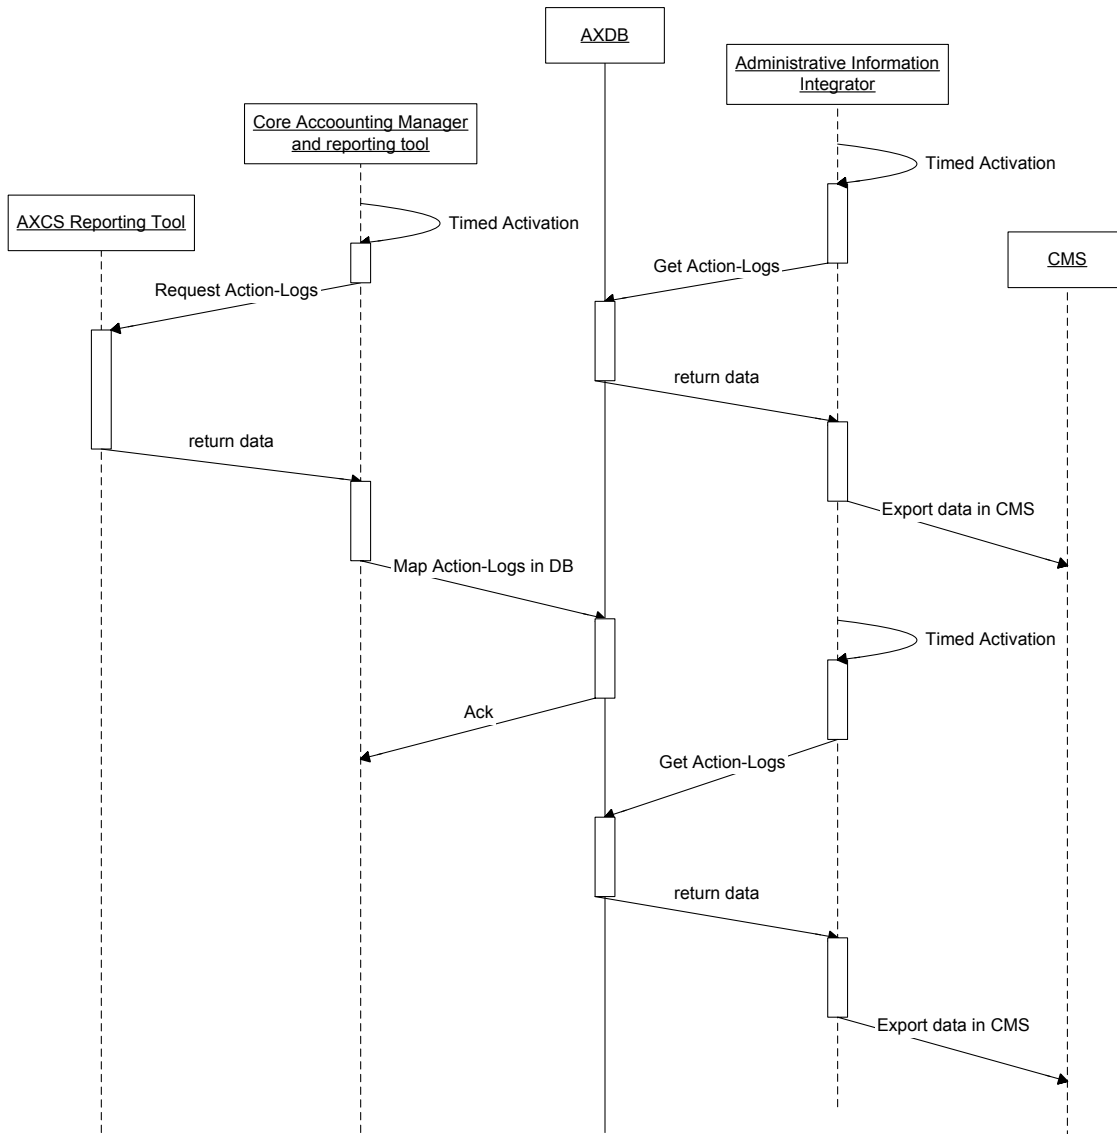 AXDB
Administrative Information
Integrator
Core Accoounting Manager
and reporting tool
Timed Activation
AXCS Reporting Tool
Timed Activation
CMS
Get Action-Logs
Request Action-Logs
return data
return data
Export data in CMS
Map Action-Logs in DB
Timed Activation
Ack
Get Action-Logs
return data
Export data in CMS